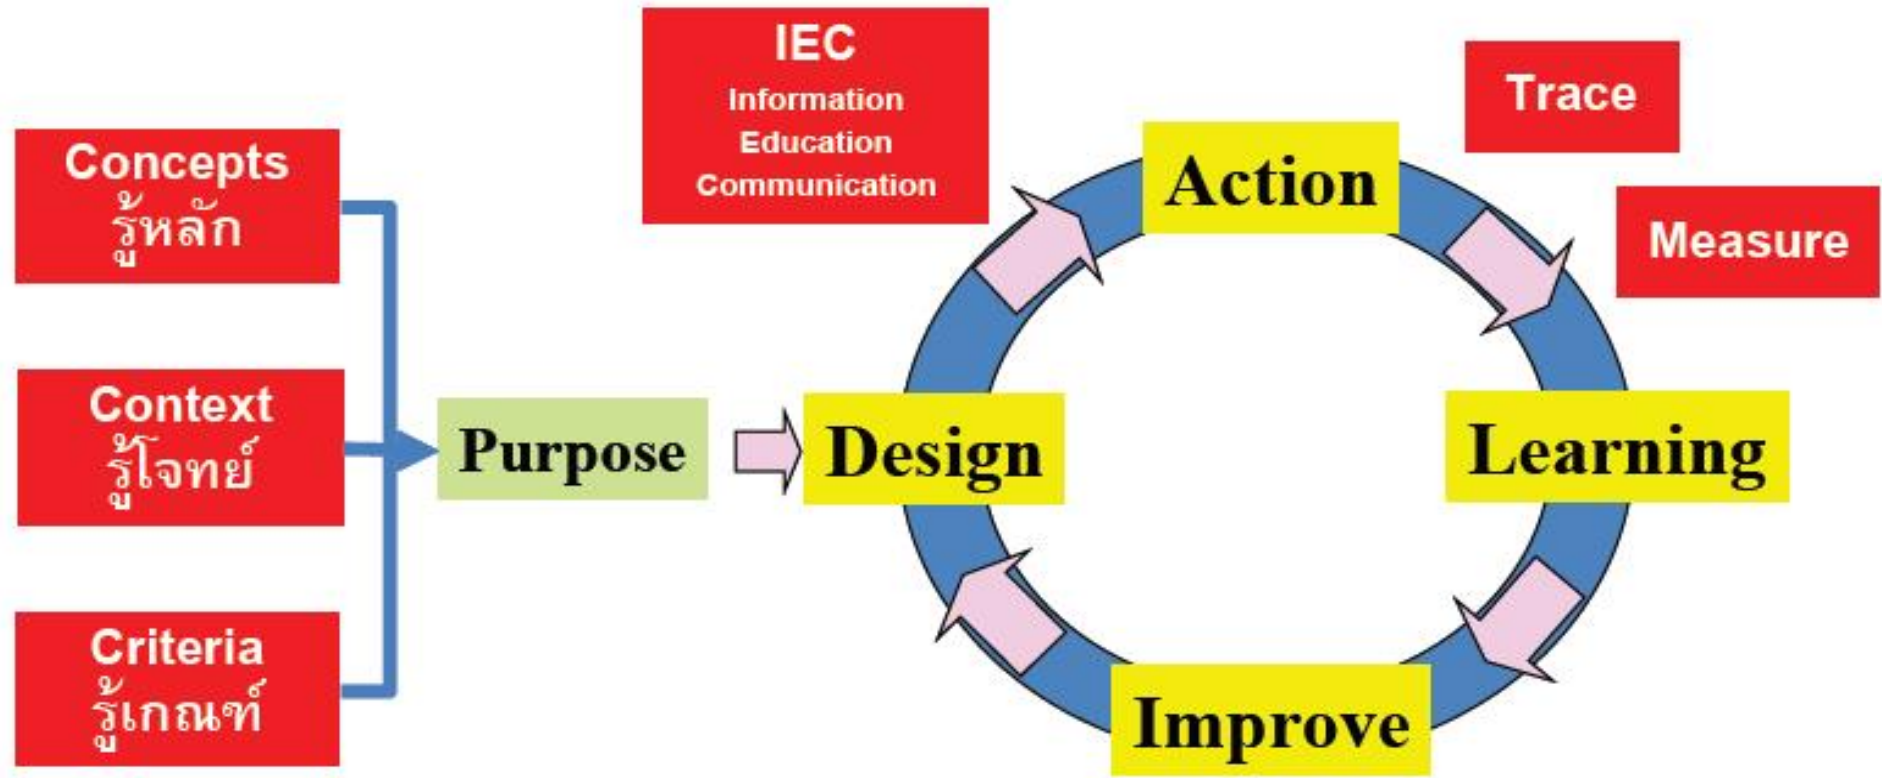 Concepts
รู้หลัก
Context
รู้โจทย์
Criteria
รู้เกณฑ์
Purpose
IEC
Information
Education
Communication
Design
Action
Trace
Measure
Learning
Improve